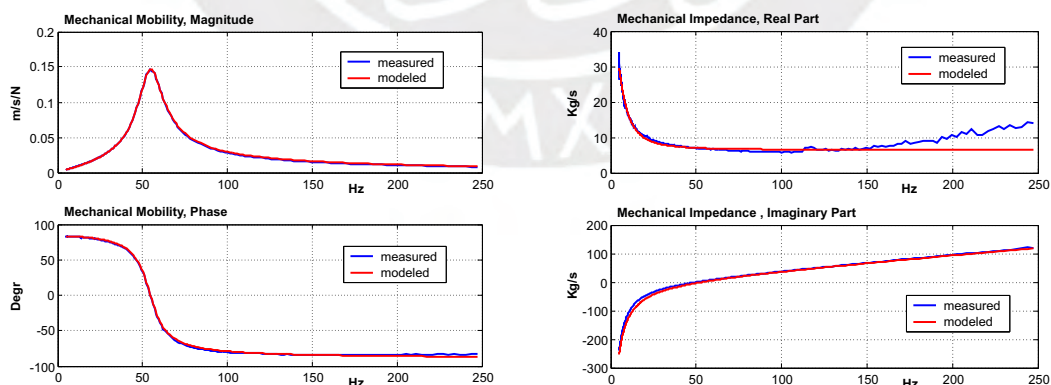 Mechanical Mobility, Magnitude
0.2
0.15
0.1
0.05
0
m/s/N
measured
modeled
0 50 100 150 200 250
Hz
Mechanical Mobility, Phase
100
50
0
-50
-100
Degr
measured
modeled
0 50 100 150 200 250
Hz
Mechanical Impedance, Real Part
40
30
20
10
0
Kg/s
measured
modeled
0 50 100 150 200 250
Hz
Mechanical Impedance , Imaginary Part
200
100
0
-100
-200
-300
Kg/s
measured
modeled
0 50 100 150 200 250
Hz